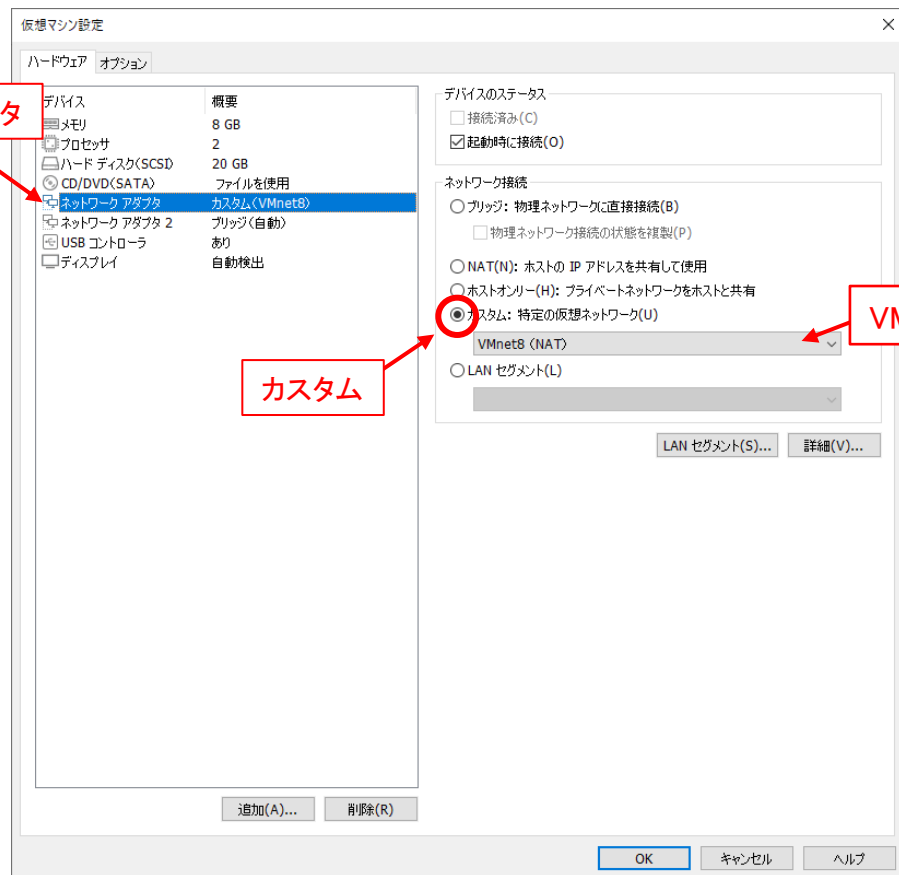 仮想マシン設定
ハードウェア オプション
デバイス 概要
メモリ 8 GB
プロセッサ 2
ハード ディスク(SCSI) 20 GB
CD/DVD(SATA) ファイルを使用
ネットワーク アダプタ カスタム(VMnet8)
ネットワーク アダプタ 2 ブリッジ(自動)
USB コントローラ あり
ディスプレイ 自動検出
タ
カスタム
追加(A)... 削除(R)
デバイスのステータス
接続済み(C)
起動時に接続(O)
ネットワーク接続
ブリッジ: 物理ネットワークに直接接続(B)
物理ネットワーク接続の状態を複製(P)
NAT(N): ホストの IP アドレスを共有して使用
ホストオンリー(H): プライベートネットワークをホストと共有
カスタム: 特定の仮想ネットワーク(U)
VMnet8 (NAT)
VM
LAN セグメント(L)
LAN セグメント(S)... 詳細(V)...
OK キャンセル ヘルプ